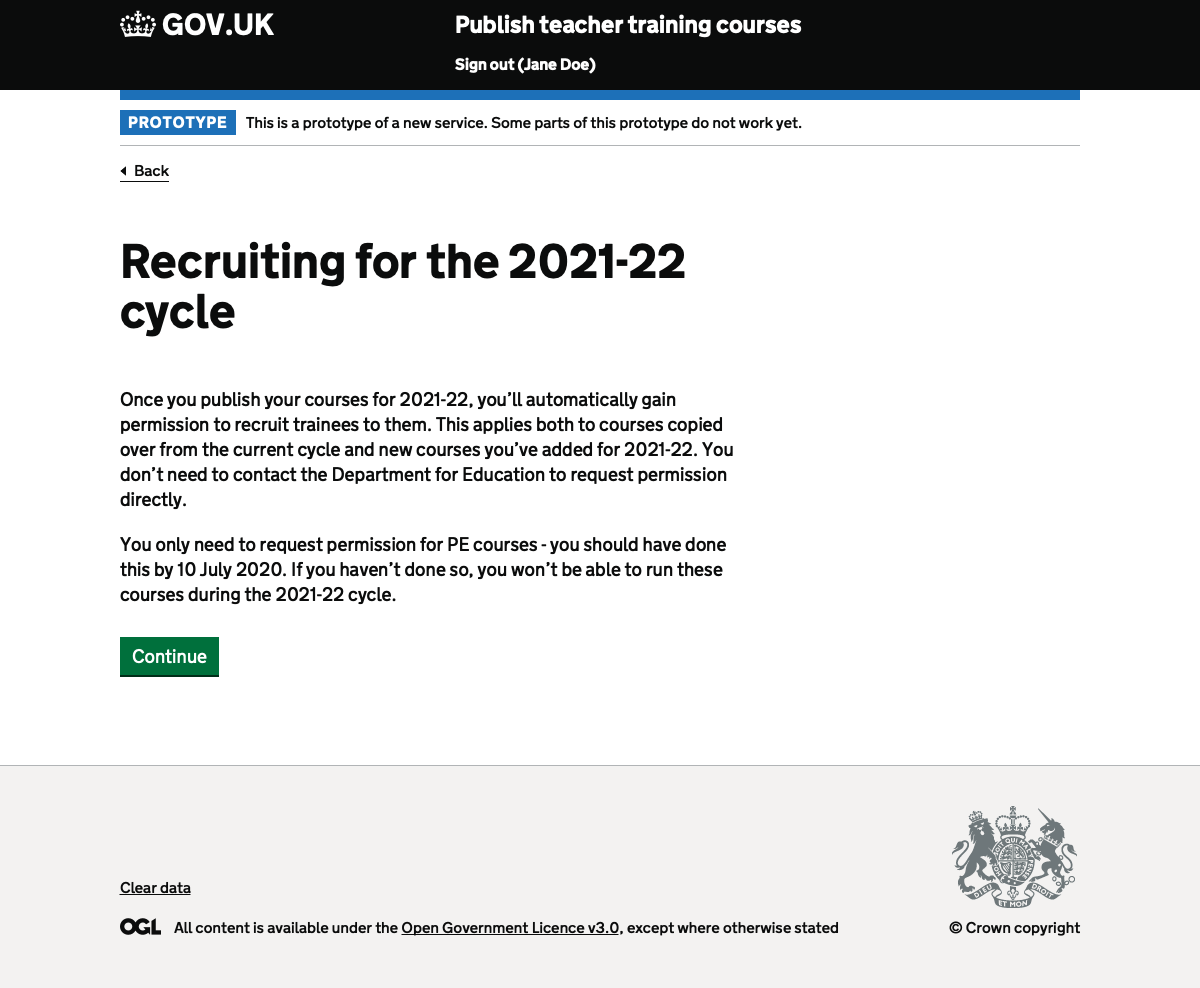 GOV.UK
Publish teacher training courses
Sign out (Jane Doe)
PROTOTYPE This is a prototype of a new service. Some parts of this prototype do not work yet.
Back
Recruiting for the 2021-22
cycle
Once you publish your courses for 2021-22, you’ll automatically gain
permission to recruit trainees to them. This applies both to courses copied
over from the current cycle and new courses you’ve added for 2021-22. You
don’t need to contact the Department for Education to request permission
directly.
You only need to request permission for PE courses - you should have done
this by 10 July 2020. If you haven’t done so, you won’t be able to run these
courses during the 2021-22 cycle.
Continue
DIEU ET MON DROIT
Clear data
OGL All content is available under the Open Government Licence v3.0, except where otherwise stated
© Crown copyright